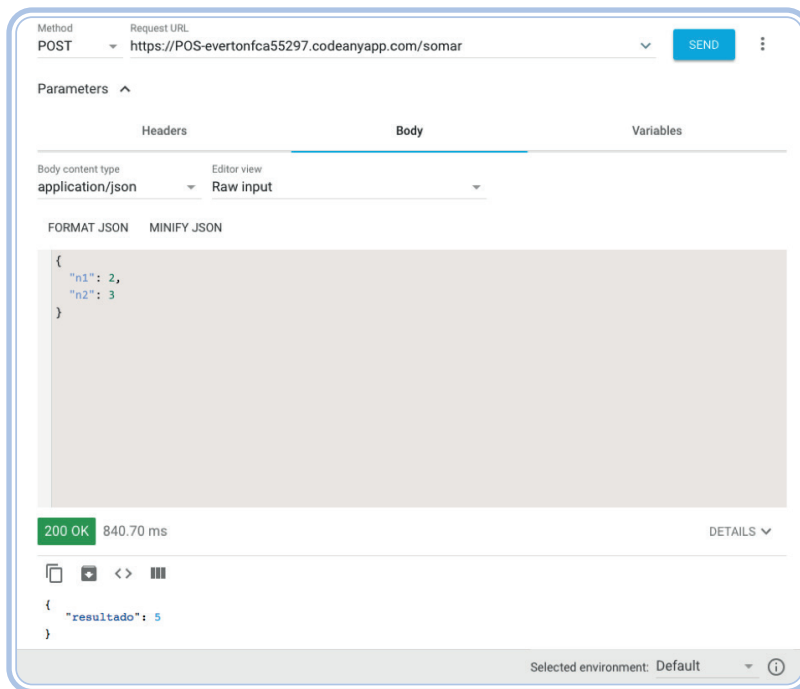 Method Request URL
POST https://POS-evertonfca55297.codeanyapp.com/somar SEND
Parameters
Headers Body Variables
Body content type Editor view
application/json Raw input
FORMAT JSON MINIFY JSON
{
"n1": 2,
"n2": 3
}
200 OK 840.70 ms DETAILS
{
"resultado": 5
}
Selected environment: Default